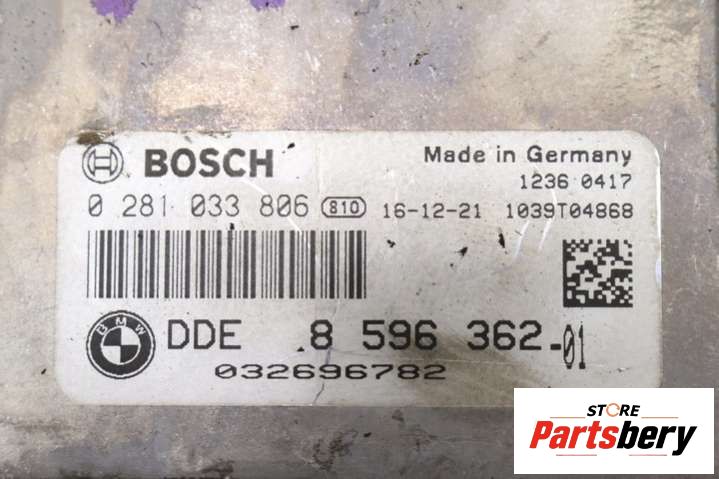 BOSCH
Made in Germany
1236 0417
0 281 033 806 810 16-12-21 1039T04868
BMW
DDE 8 596 362-01
032696782
STORE
Partsbery